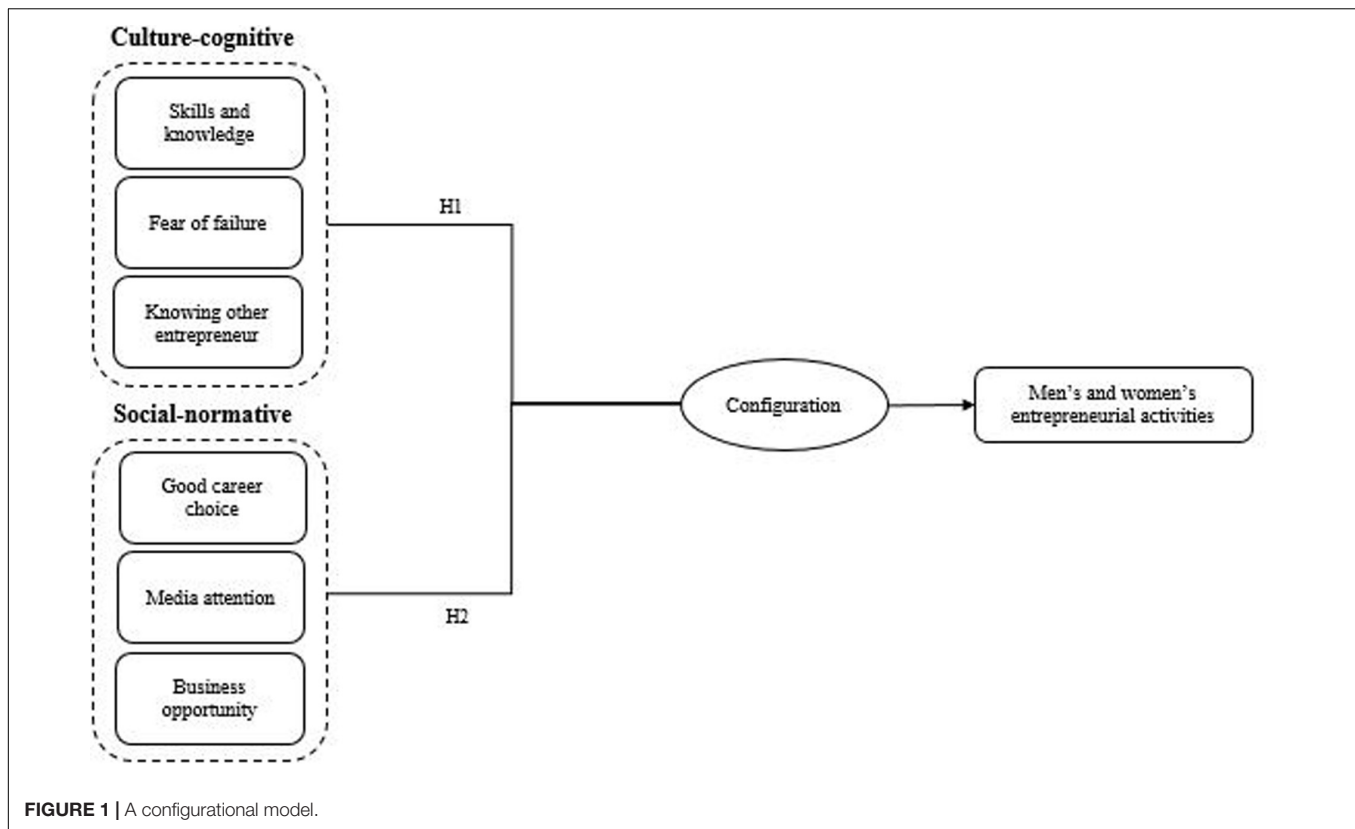 Culture-cognitive
Skills and
knowledge
Fear of failure
Knowing other
entrepreneur
H1
Social-normative
Good career
choice
Media attention
Business
opportunity
H2
Configuration
Men's and women's
entrepreneurial activities
FIGURE 1 | A configurational model.